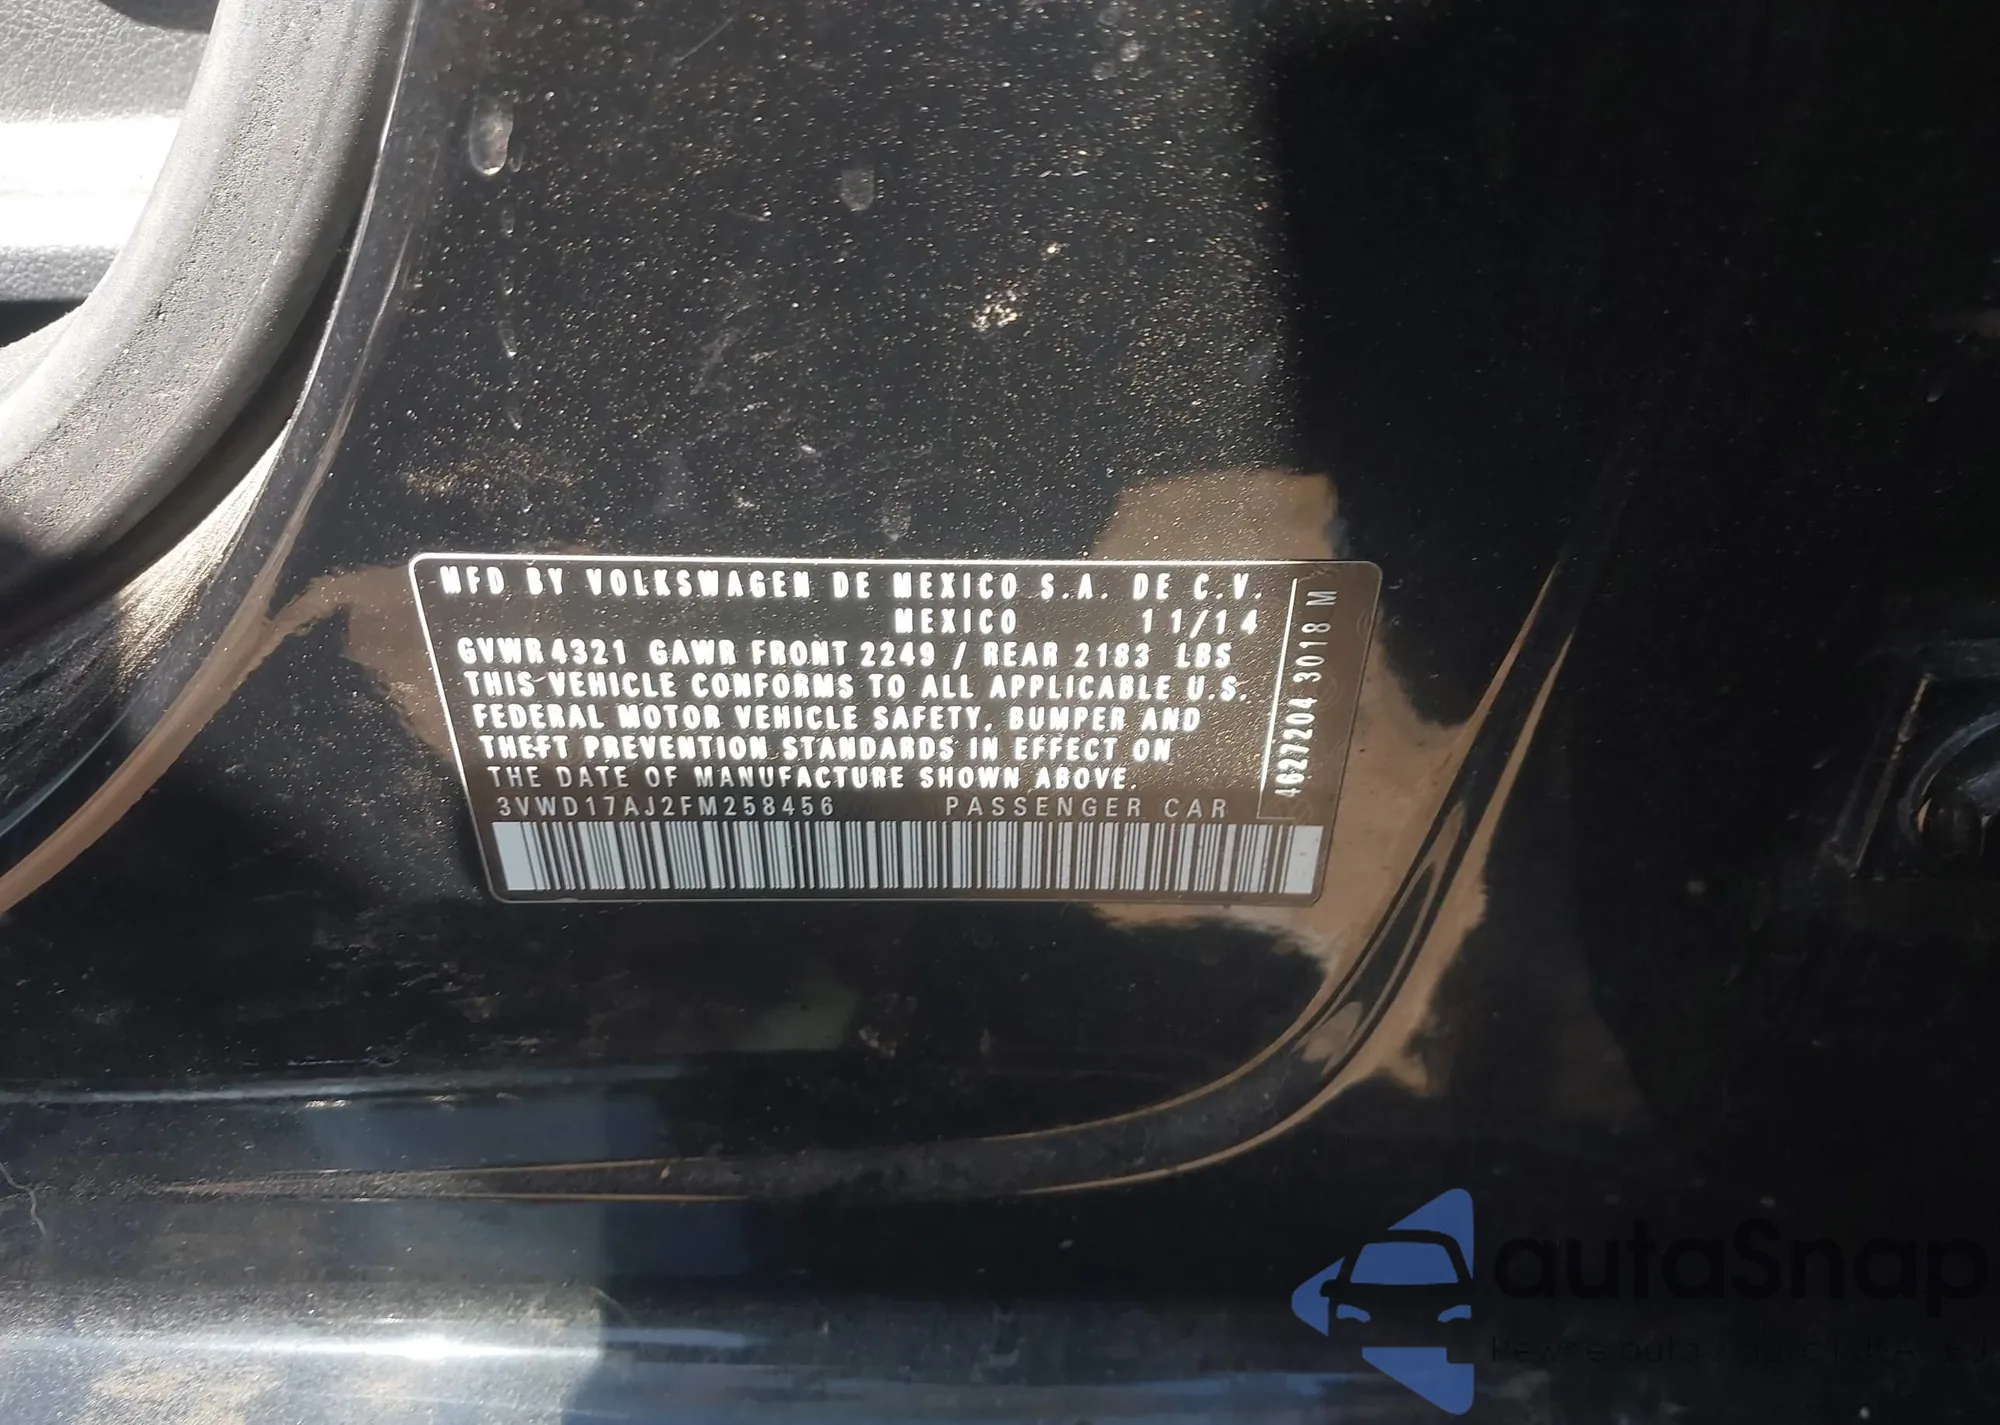 MFD BY VOLKSWAGEN DE MEXICO S.A. DE C.V.
MEXICO 11/14
GVWR 4321 GAWR FRONT 2249 / REAR 2183 LBS
THIS VEHICLE CONFORMS TO ALL APPLICABLE U.S.
FEDERAL MOTOR VEHICLE SAFETY, BUMPER AND
THEFT PREVENTION STANDARDS IN EFFECT ON
THE DATE OF MANUFACTURE SHOWN ABOVE.
3VWD17AJ2FM258456 PASSENGER CAR
4627204 3018 M
autaSnap